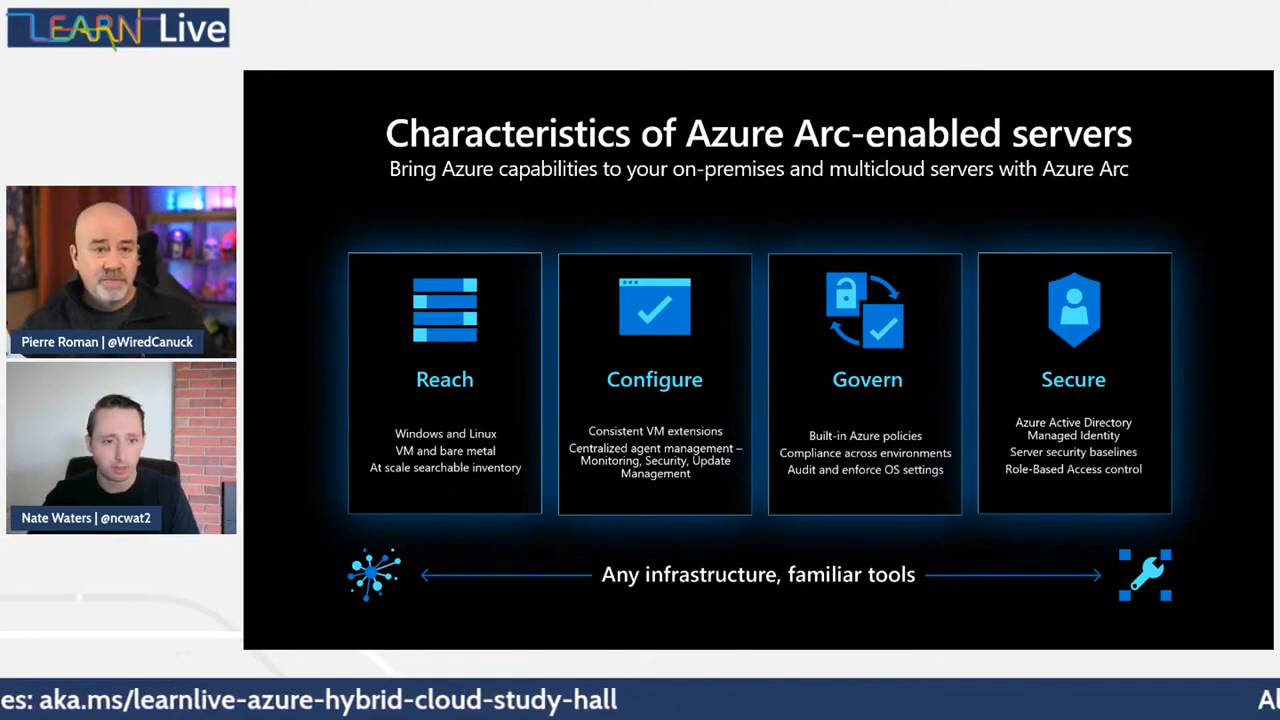 LEARN Live
Characteristics of Azure Arc-enabled servers
Bring Azure capabilities to your on-premises and multicloud servers with Azure Arc
Pierre Roman | @WiredCanuck
Nate Waters | @ncwat2
Reach
Windows and Linux
VM and bare metal
At scale searchable inventory
Configure
Consistent VM extensions
Centralized agent management –
Monitoring, Security, Update
Management
Govern
Built-in Azure policies
Compliance across environments
Audit and enforce OS settings
Secure
Azure Active Directory
Managed Identity
Server security baselines
Role-Based Access control
Any infrastructure, familiar tools
es: aka.ms/learnlive-azure-hybrid-cloud-study-hall